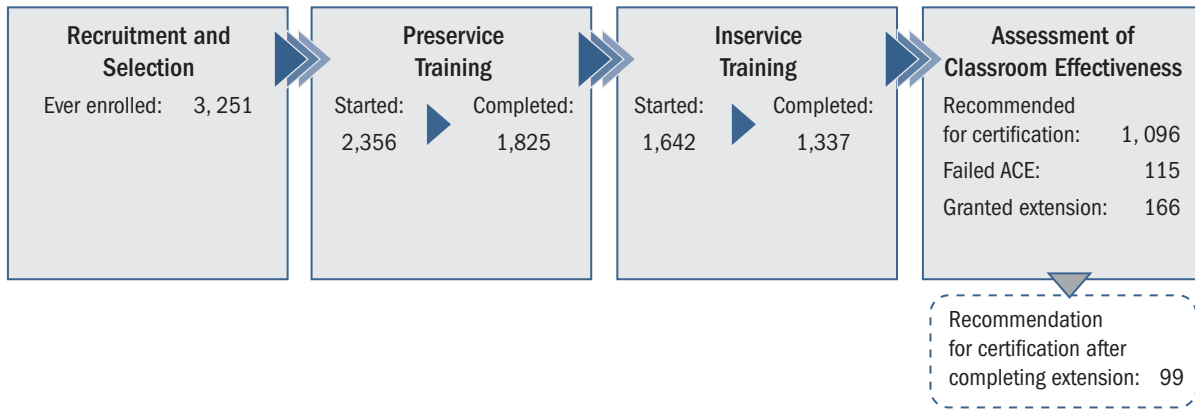 Recruitment and
Selection
Ever enrolled: 3, 251
Preservice
Training
Started: Completed:
2,356 1,825
Inservice
Training
Started: Completed:
1,642 1,337
Assessment of
Classroom Effectiveness
Recommended
for certification: 1, 096
Failed ACE: 115
Granted extension: 166
Recommendation
for certification after
completing extension: 99